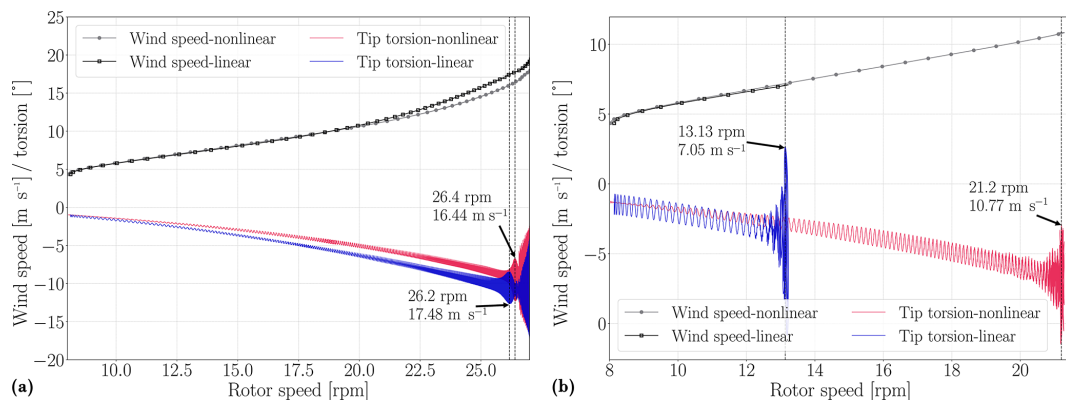 25
20
15
10
5
0
−5
−10
−15
−20
Wind speed [m s⁻¹] / torsion [°]
Wind speed-nonlinear
Wind speed-linear
Tip torsion-nonlinear
Tip torsion-linear
26.4 rpm
16.44 m s⁻¹
26.2 rpm
17.48 m s⁻¹
10.0 12.5 15.0 17.5 20.0 22.5 25.0
Rotor speed [rpm]
(a)
10
5
0
−5
0
Wind speed [m s⁻¹] / torsion [°]
13.13 rpm
7.05 m s⁻¹
21.2 rpm
10.77 m s⁻¹
Wind speed-nonlinear
Wind speed-linear
Tip torsion-nonlinear
Tip torsion-linear
8 10 12 14 16 18 20
Rotor speed [rpm]
(b)